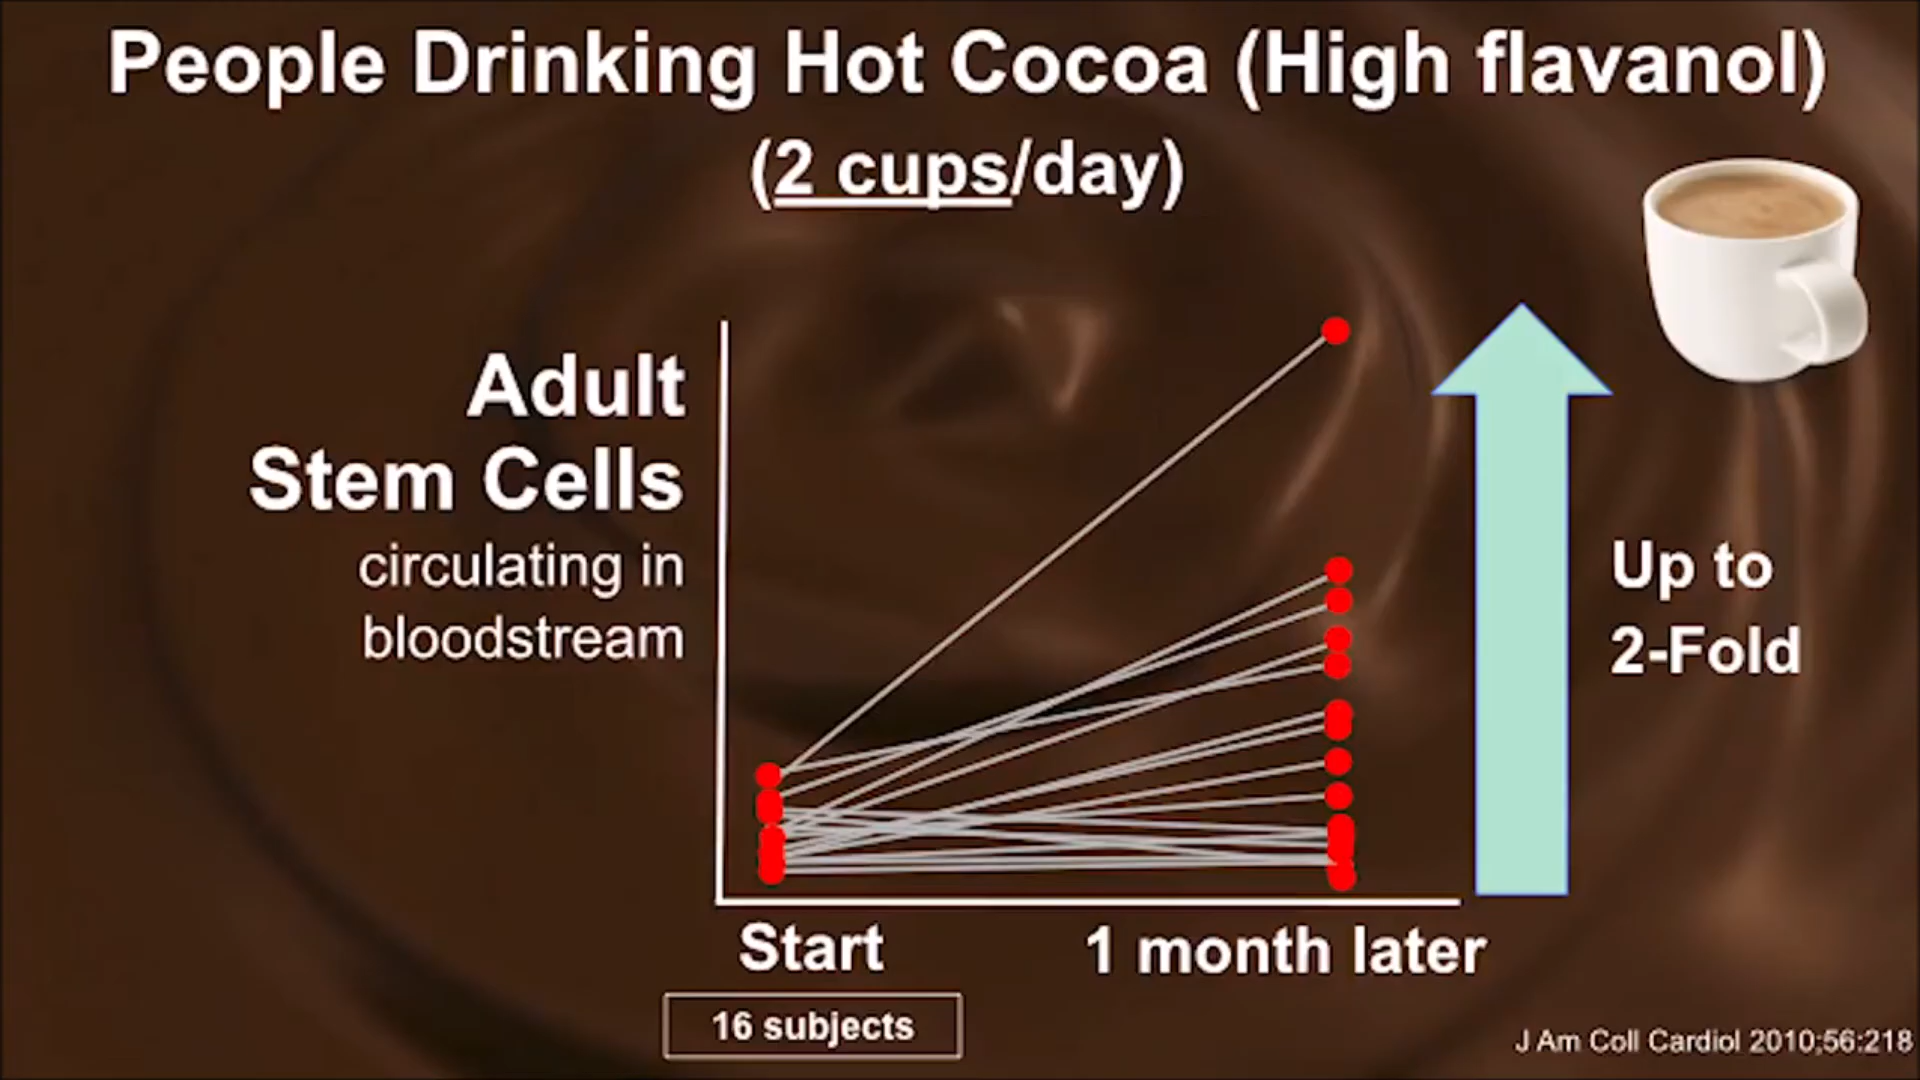 People Drinking Hot Cocoa (High flavanol)
(2 cups/day)
Adult
Stem Cells
circulating in
bloodstream
Up to
2-Fold
Start
1 month later
16 subjects
J Am Coll Cardiol 2010;56:218